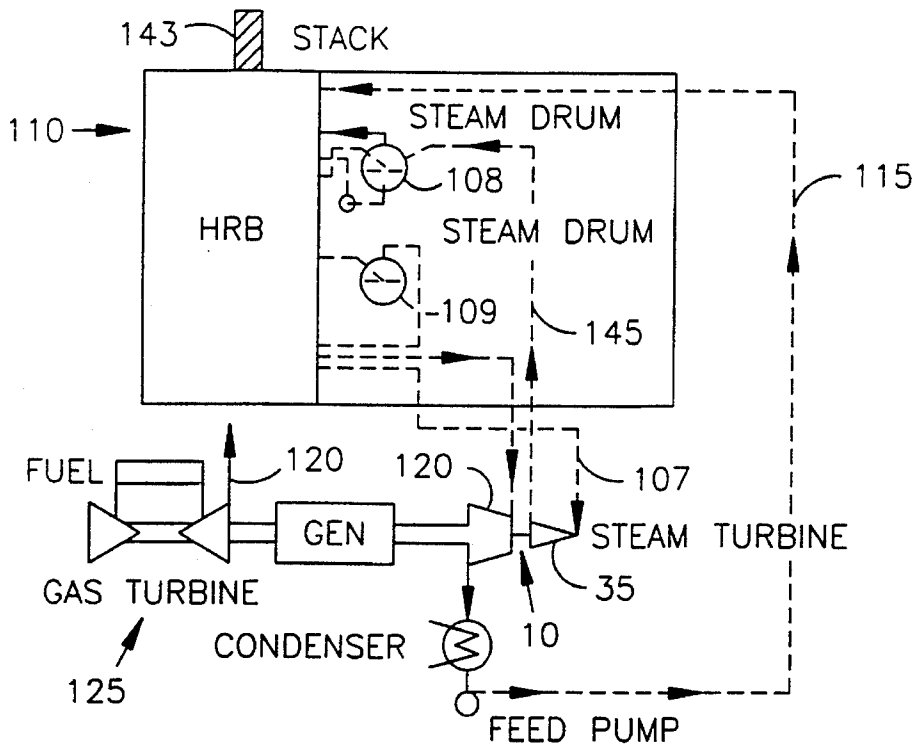 143
STACK
110
STEAM DRUM
108
115
HRB
STEAM DRUM
109
145
FUEL
120
120
107
GEN
STEAM TURBINE
35
GAS TURBINE
10
CONDENSER
125
FEED PUMP